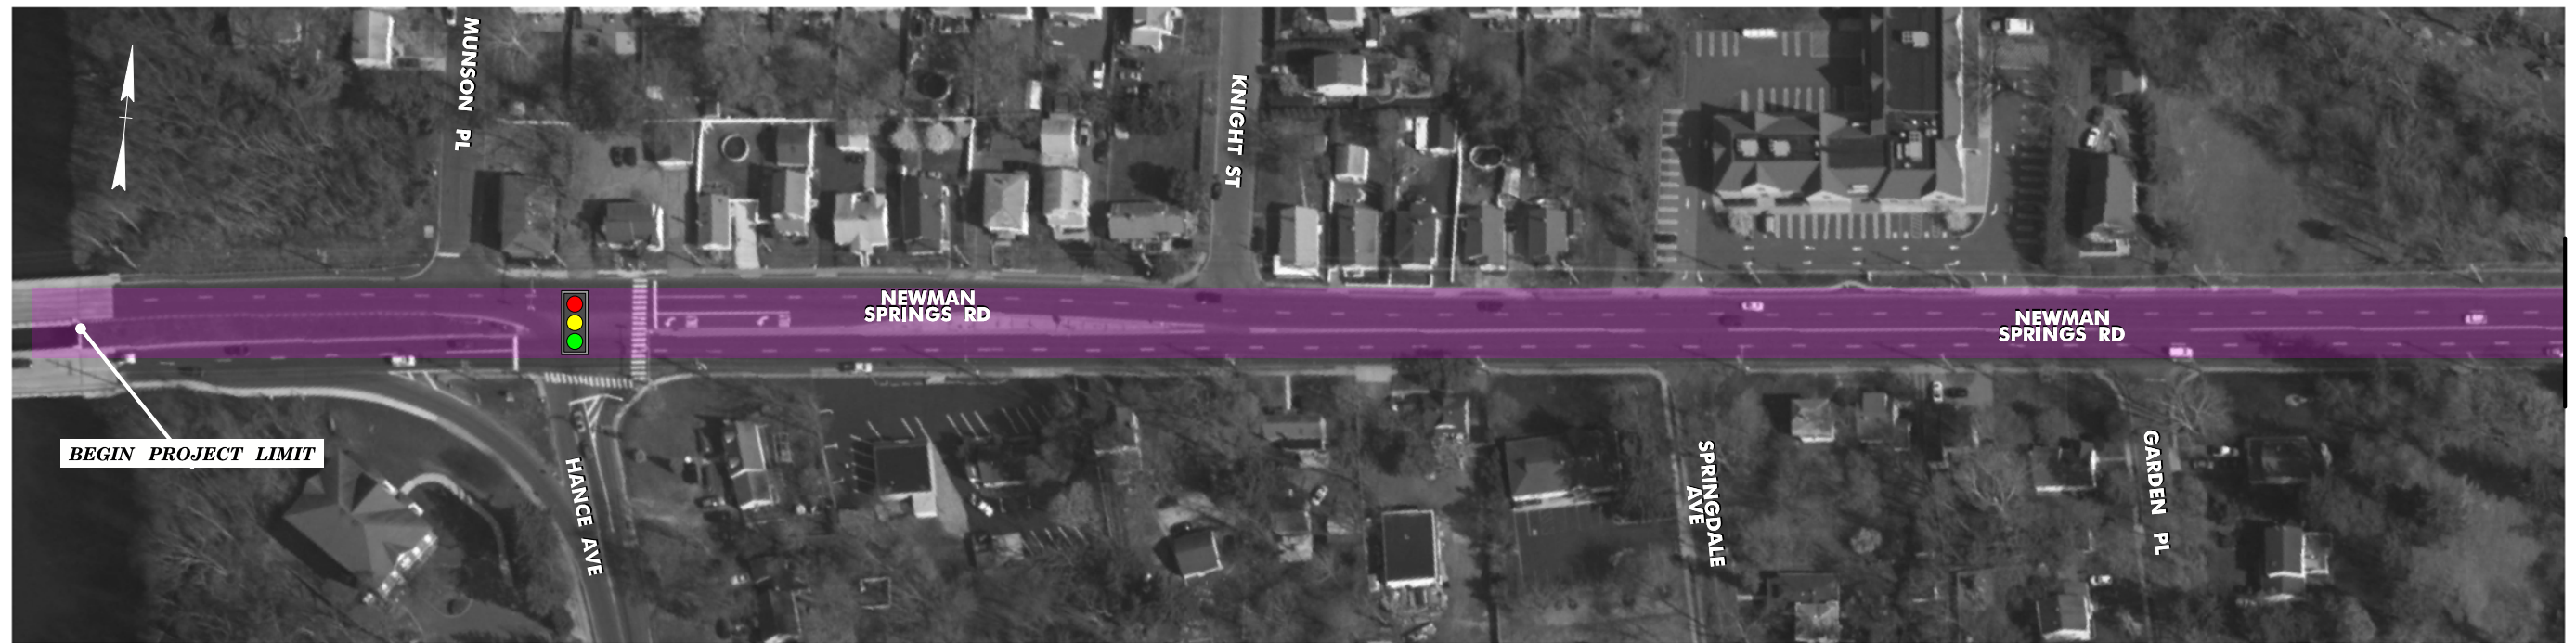 MUNSON PL
KNIGHT ST
NEWMAN
SPRINGS RD
NEWMAN
SPRINGS RD
BEGIN PROJECT LIMIT
HANCE AVE
SPRINGDALE
AVE
GARDEN PL